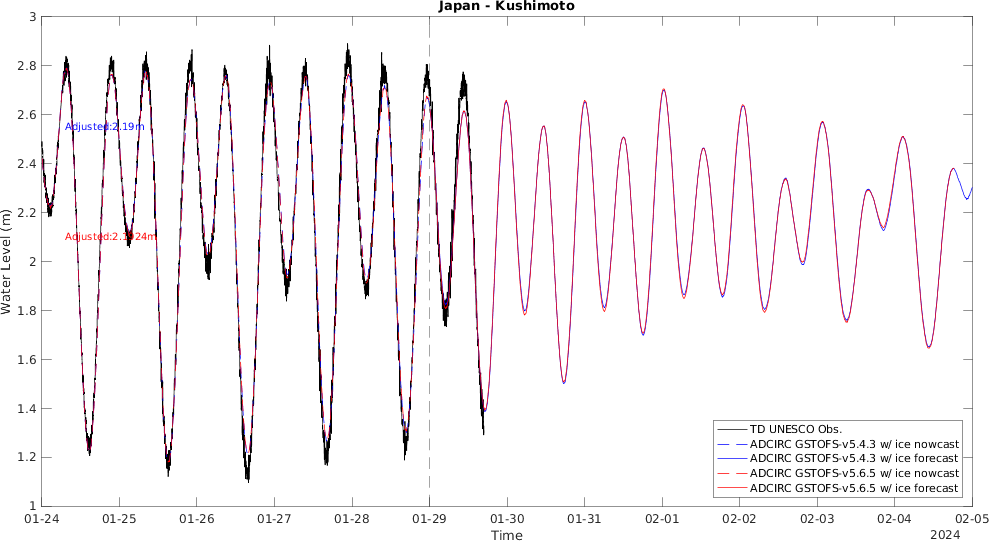 Japan - Kushimoto
3
2.8
2.6
2.4
2.2
2
1.8
1.6
1.4
1.2
1
Water Level (m)
Adjusted:2.19m
TD UNESCO Obs.
ADCIRC GSTOFS-v5.4.3 w/ ice nowcast
ADCIRC GSTOFS-v5.4.3 w/ ice forecast
ADCIRC GSTOFS-v5.6.5 w/ ice nowcast
ADCIRC GSTOFS-v5.6.5 w/ ice forecast
01-24 01-25 01-26 01-27 01-28 01-29 01-30 01-31 02-01 02-02 02-03 02-04 02-05
Time
2024